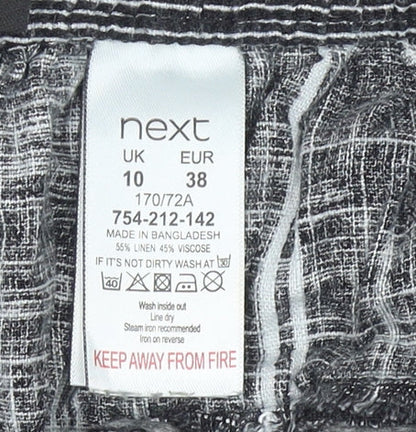 next
UK EUR
10 38
170/72A
754-212-142
MADE IN BANGLADESH
55% LINEN 45% VISCOSE
IF IT'S NOT DIRTY WASH AT 30
40
Wash inside out
Line dry
Steam iron recommended
Iron on reverse
KEEP AWAY FROM FIRE